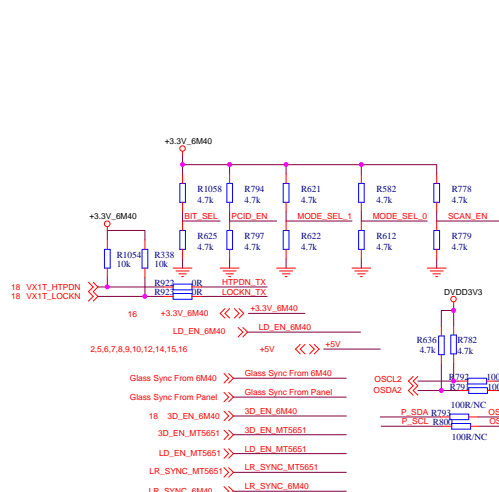 +3.3V_6M40
R1058 R794 R621 R582 R778
4.7k 4.7k 4.7k 4.7k 4.7k
+3.3V_6M40
BIT_SEL PCID_EN MODE_SEL_1 MODE_SEL_0 SCAN_EN
R625 R797 R622 R612 R779
4.7k 4.7k 4.7k 4.7k 4.7k
R1054 R338
10k 10k
18 VX1T_HTPDN R922 0R HTPDN_TX
18 VX1T_LOCKN R923 0R LOCKN_TX
DVDD3V3
16 +3.3V_6M40 +3.3V_6M40
LD_EN_6M40 LD_EN_6M40
R636 R782
4.7k 4.7k
2,5,6,7,8,9,10,12,14,15,16 +5V +5V
Glass Sync From 6M40 Glass Sync From 6M40
OSCL2 R792
OSDA2
Glass Sync From Panel Glass Sync From Panel
100R/NC
18 3D_EN_6M40 3D_EN_6M40
P_SDA R793
P_SCL R800
3D_EN_MT5651 3D_EN_MT5651
100R/NC
LD_EN_MT5651 LD_EN_MT5651
LR_SYNC_MT5651 LR_SYNC_MT5651
LR_SYNC_6M40 LR_SYNC_6M40